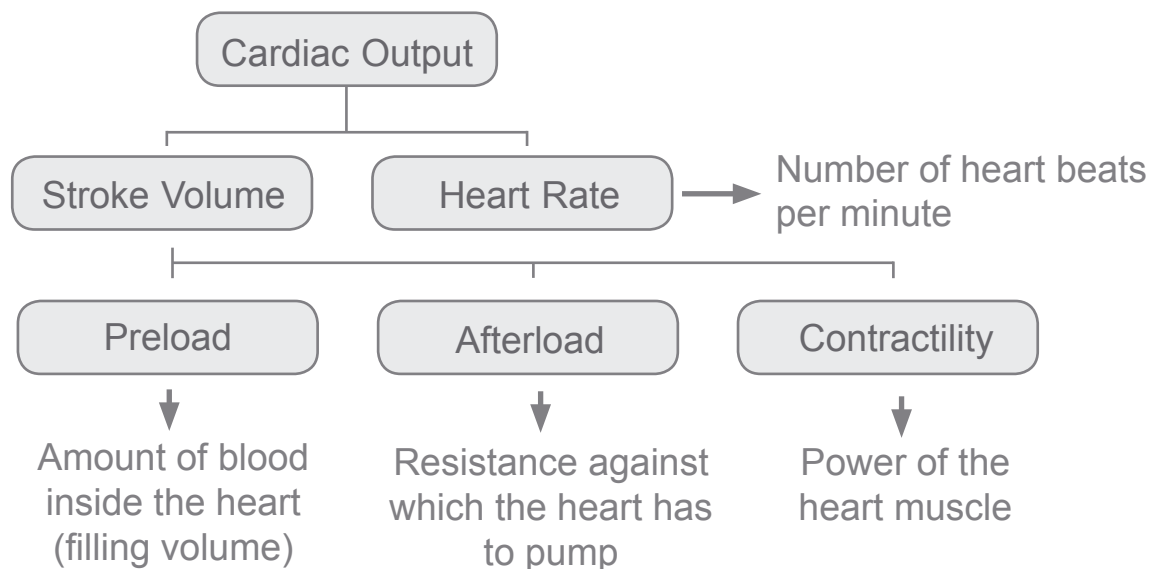 Cardiac Output
Stroke Volume
Heart Rate
Number of heart beats
per minute
Preload
Afterload
Contractility
Amount of blood
inside the heart
(filling volume)
Resistance against
which the heart has
to pump
Power of the
heart muscle